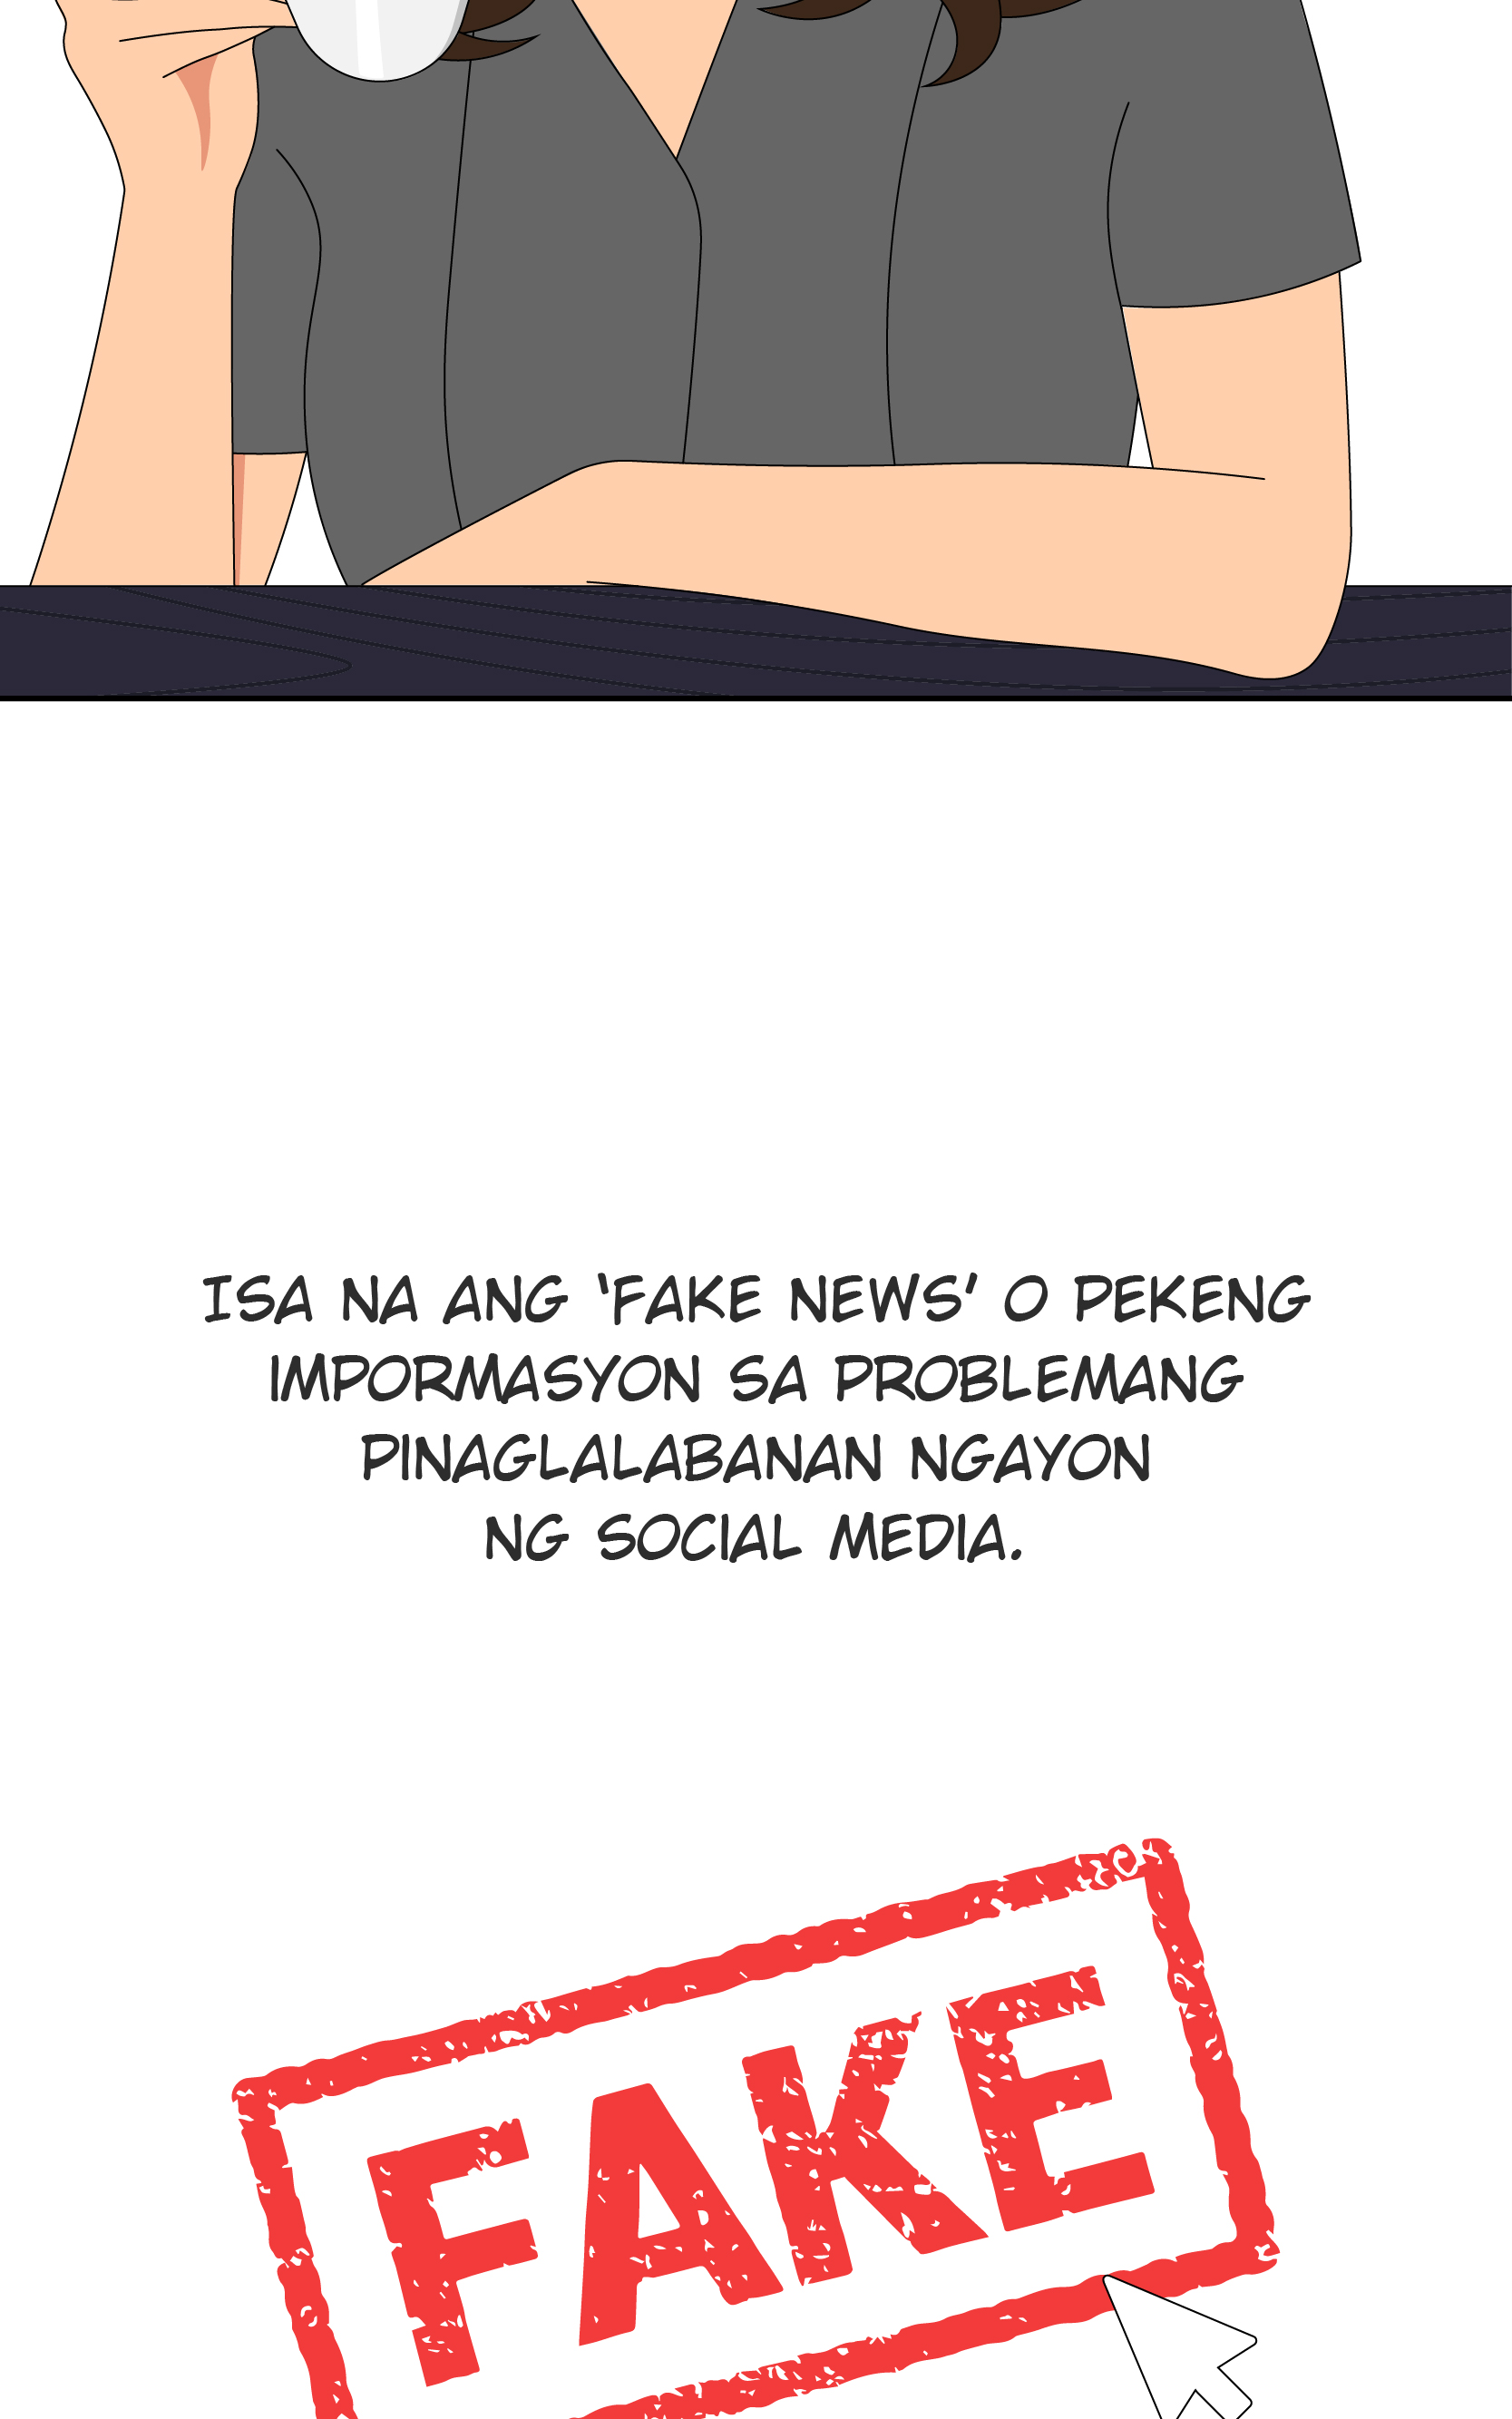 ISA NA ANG 'FAKE NEWS' O PEKENG
IMPORMASYON SA PROBLEMANG
PINAGLALABANAN NGAYON
NG SOCIAL MEDIA.
FAKE